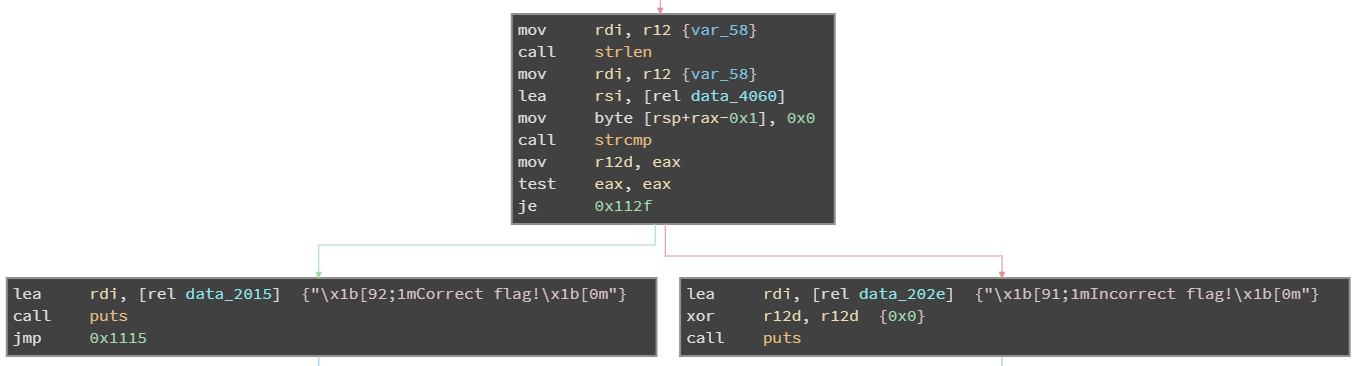 mov rdi, r12 {var_58}
call strlen
mov rdi, r12 {var_58}
lea rsi, [rel data_4060]
mov byte [rsp+rax-0x1], 0x0
call strcmp
mov r12d, eax
test eax, eax
je 0x112f
lea rdi, [rel data_2015] {"\x1b[92;1mCorrect flag!\x1b[0m"}
call puts
jmp 0x1115
lea rdi, [rel data_202e] {"\x1b[91;1mIncorrect flag!\x1b[0m"}
xor r12d, r12d {0x0}
call puts